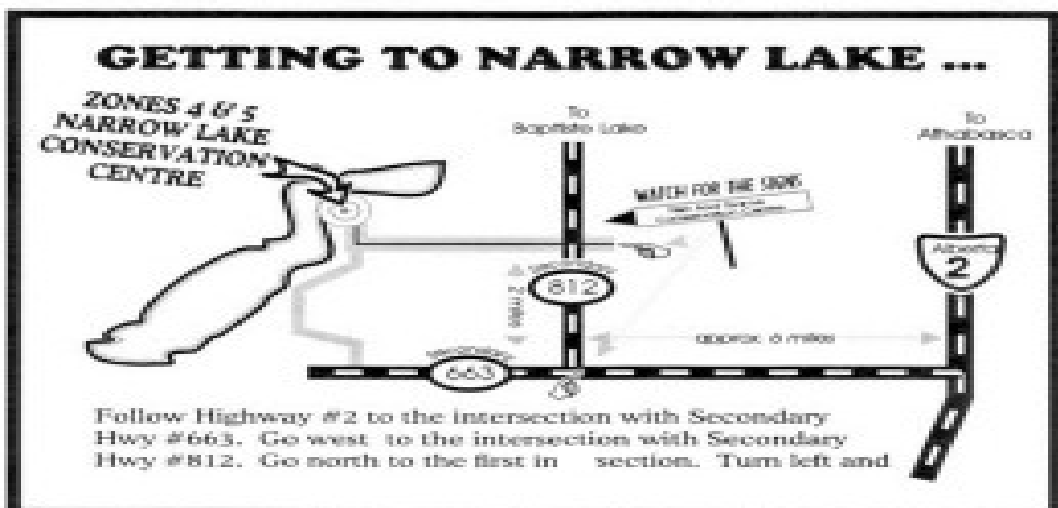 GETTING TO NARROW LAKE ...
ZONES 4 & 5
NARROW LAKE
CONSERVATION
CENTRE
To
Baptiste Lake
To
Athabasca
WATCH FOR THE SIGNS
Alberta
2
812
2 miles
approx 6 miles
663
Follow Highway #2 to the intersection with Secondary
Hwy #663. Go west to the intersection with Secondary
Hwy #812. Go north to the first in section. Turn left and